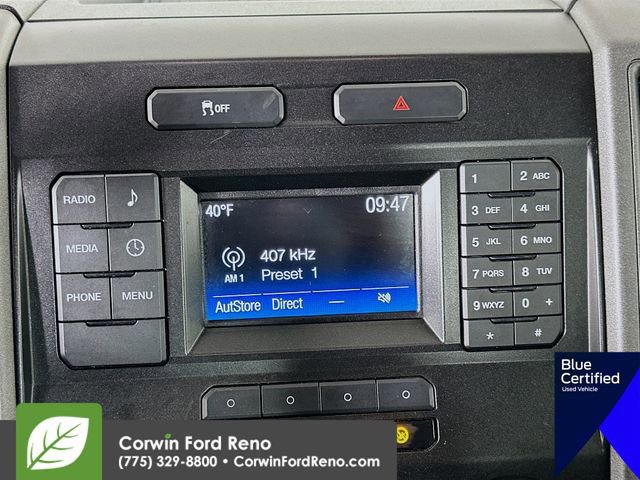 OFF
RADIO
MEDIA
PHONE MENU
40°F 09:47
407 kHz
AM 1 Preset 1
AutStore Direct —
1 2 ABC
3 DEF 4 GHI
5 JKL 6 MNO
7 PQRS 8 TUV
9 WXYZ 0 +
* #
Blue
Certified
Used Vehicle
Corwin Ford Reno
(775) 329-8800 • CorwinFordReno.com